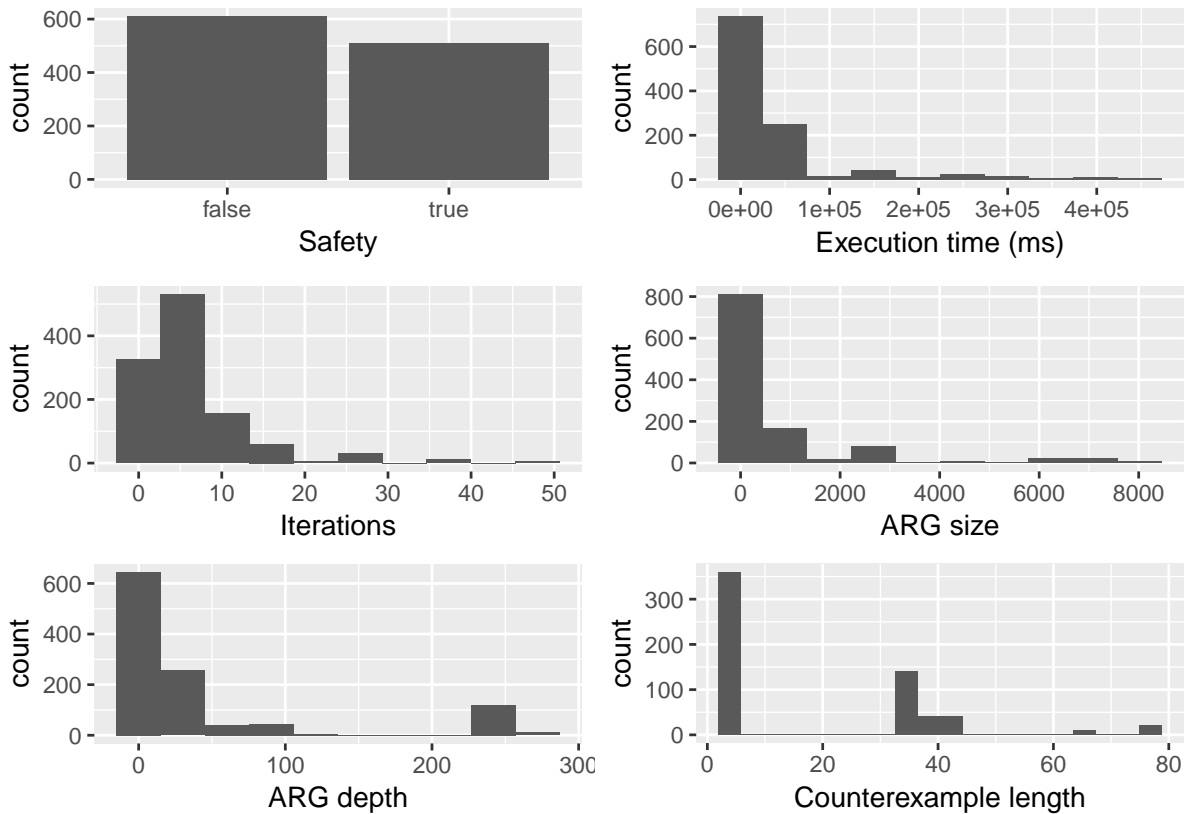 600
400
200
0
count
false
true
Safety
600
400
200
0
count
0e+00
1e+05
2e+05
3e+05
4e+05
Execution time (ms)
400
200
0
count
0
10
20
30
40
50
Iterations
800
600
400
200
0
count
0
2000
4000
6000
8000
ARG size
600
400
200
0
count
0
100
200
300
ARG depth
300
200
100
0
count
0
20
40
60
80
Counterexample length